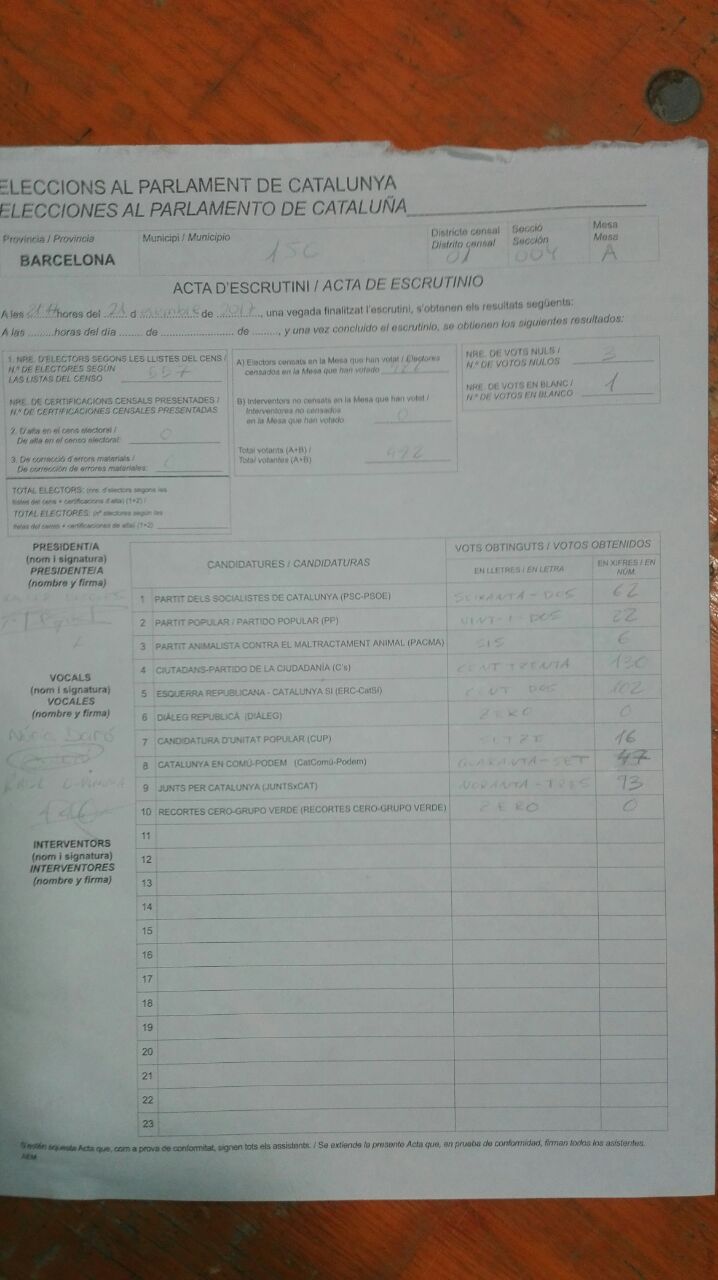 ELECCIONS AL PARLAMENT DE CATALUNYA
ELECCIONES AL PARLAMENTO DE CATALUÑA
Provincia / Provincia
BARCELONA
Municipi / Municipio
156
Districte censal
Distrito censal
01
Secció
Sección
004
Mesa
Mesa
A
ACTA D'ESCRUTINI / ACTA DE ESCRUTINIO
A les hores del 21 d de 2017, una vegada finalitzat l'escrutini, s'obtenen els resultats següents:
A las ........horas del día ....... de ..................... de ........, y una vez concluido el escrutinio, se obtienen los siguientes resultados:
1. NRE. D'ELECTORS SEGONS LES LLISTES DEL CENS /
N.º DE ELECTORES SEGÚN
LAS LISTAS DEL CENSO 557
NRE. DE CERTIFICACIONS CENSALS PRESENTADES /
N.º DE CERTIFICACIONES CENSALES PRESENTADAS
2. D'alta en el cens electoral /
De alta en el censo electoral: 0
3. De correcció d'errors materials /
De corrección de errores materiales:
TOTAL ELECTORS: (nre. d'electors segons les
llistes del cens + certificacions d'alta) (1+2) /
TOTAL ELECTORES: (nº electores según las
listas del censo + certificaciones de alta) (1+2)
A) Electors censats en la Mesa que han votat / Electores
censados en la Mesa que han votado
B) Interventors no censats en la Mesa que han votat /
Interventores no censados
en la Mesa que han votado 0
Total votants (A+B) /
Total votantes (A+B) 482
NRE. DE VOTS NULS /
N.º DE VOTOS NULOS 3
NRE. DE VOTS EN BLANC /
N.º DE VOTOS EN BLANCO 1
PRESIDENT/A
(nom i signatura)
PRESIDENTE/A
(nombre y firma)
VOCALS
(nom i signatura)
VOCALES
(nombre y firma)
Núria
INTERVENTORS
(nom i signatura)
INTERVENTORES
(nombre y firma)
CANDIDATURES / CANDIDATURAS
VOTS OBTINGUTS / VOTOS OBTENIDOS
EN LLETRES / EN LETRA
EN XIFRES / EN NÚM.
1 PARTIT DELS SOCIALISTES DE CATALUNYA (PSC-PSOE) SEIXANTA-DOS 62
2 PARTIT POPULAR / PARTIDO POPULAR (PP) VINT-I-DOS 22
3 PARTIT ANIMALISTA CONTRA EL MALTRACTAMENT ANIMAL (PACMA) SIS 6
4 CIUTADANS-PARTIDO DE LA CIUDADANÍA (C's) CENT TRENTA 130
5 ESQUERRA REPUBLICANA - CATALUNYA SÍ (ERC-CatSí) CENT DOS 102
6 DIÀLEG REPUBLICÀ (DIÀLEG) ZERO 0
7 CANDIDATURA D'UNITAT POPULAR (CUP) SETZE 16
8 CATALUNYA EN COMÚ-PODEM (CatComú-Podem) QUARANTA-SET 47
9 JUNTS PER CATALUNYA (JUNTSxCAT) NORANTA-TRES 93
10 RECORTES CERO-GRUPO VERDE (RECORTES CERO-GRUPO VERDE) ZERO 0
11
12
13
14
15
16
17
18
19
20
21
22
23
S'estén aquesta Acta que, com a prova de conformitat, signen tots els assistents. / Se extiende la presente Acta que, en prueba de conformidad, firman todos los asistentes.